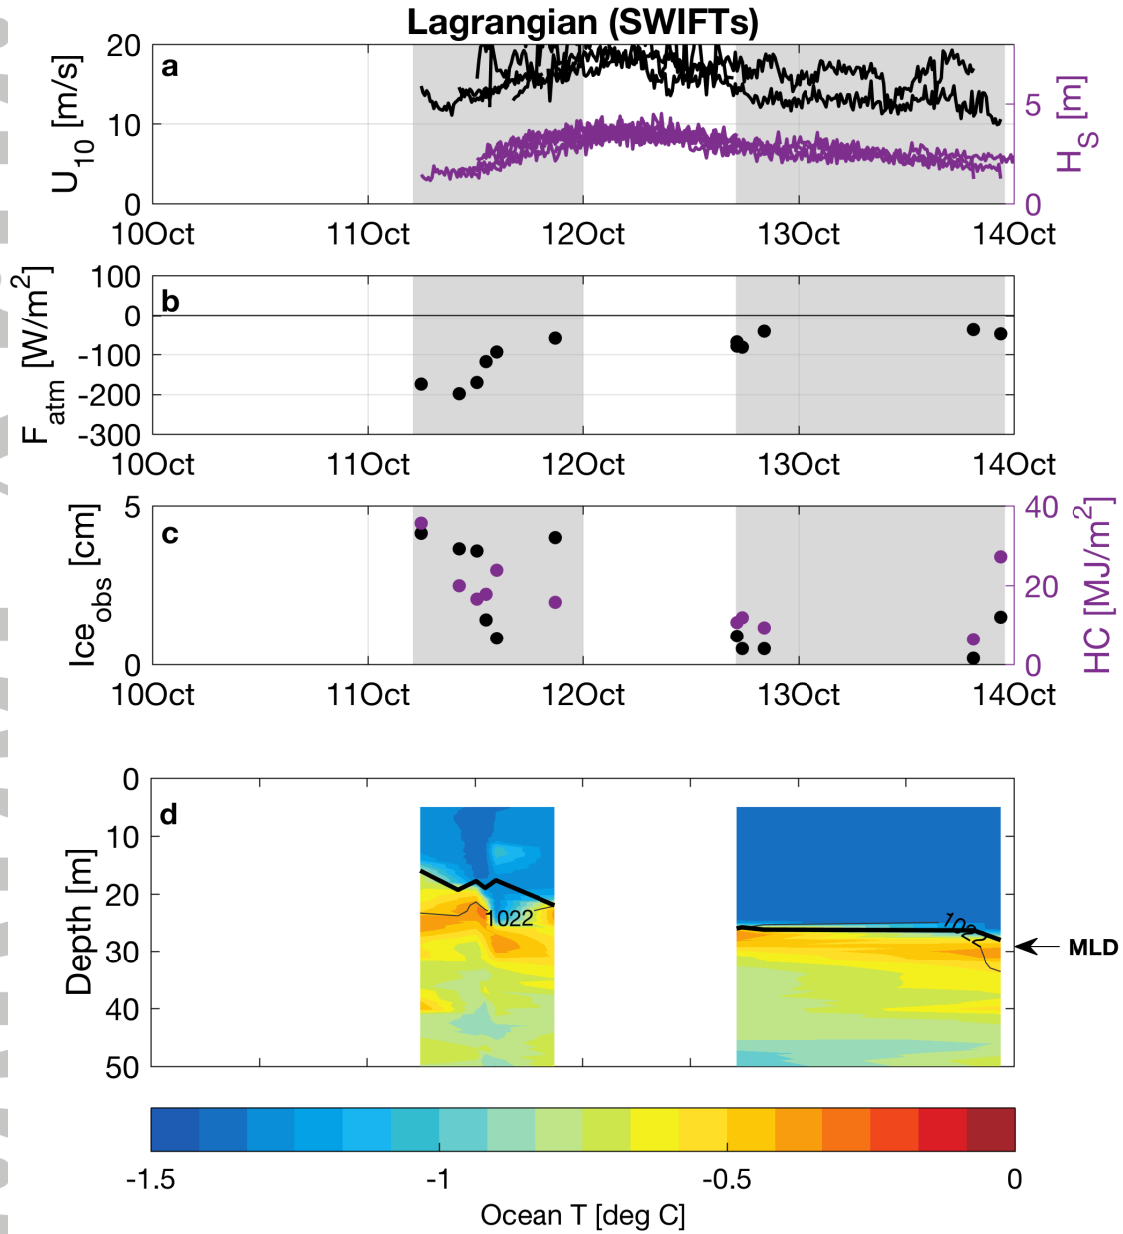 Lagrangian (SWIFTs)
a
20
10
0
U10 [m/s]
5
0
HS [m]
10Oct 11Oct 12Oct 13Oct 14Oct
b
100
0
-100
-200
-300
Fatm [W/m2]
10Oct 11Oct 12Oct 13Oct 14Oct
c
5
0
Iceobs [cm]
40
20
0
HC [MJ/m2]
10Oct 11Oct 12Oct 13Oct 14Oct
d
0
10
20
30
40
50
Depth [m]
1022
MLD
-1.5 -1 -0.5 0
Ocean T [deg C]